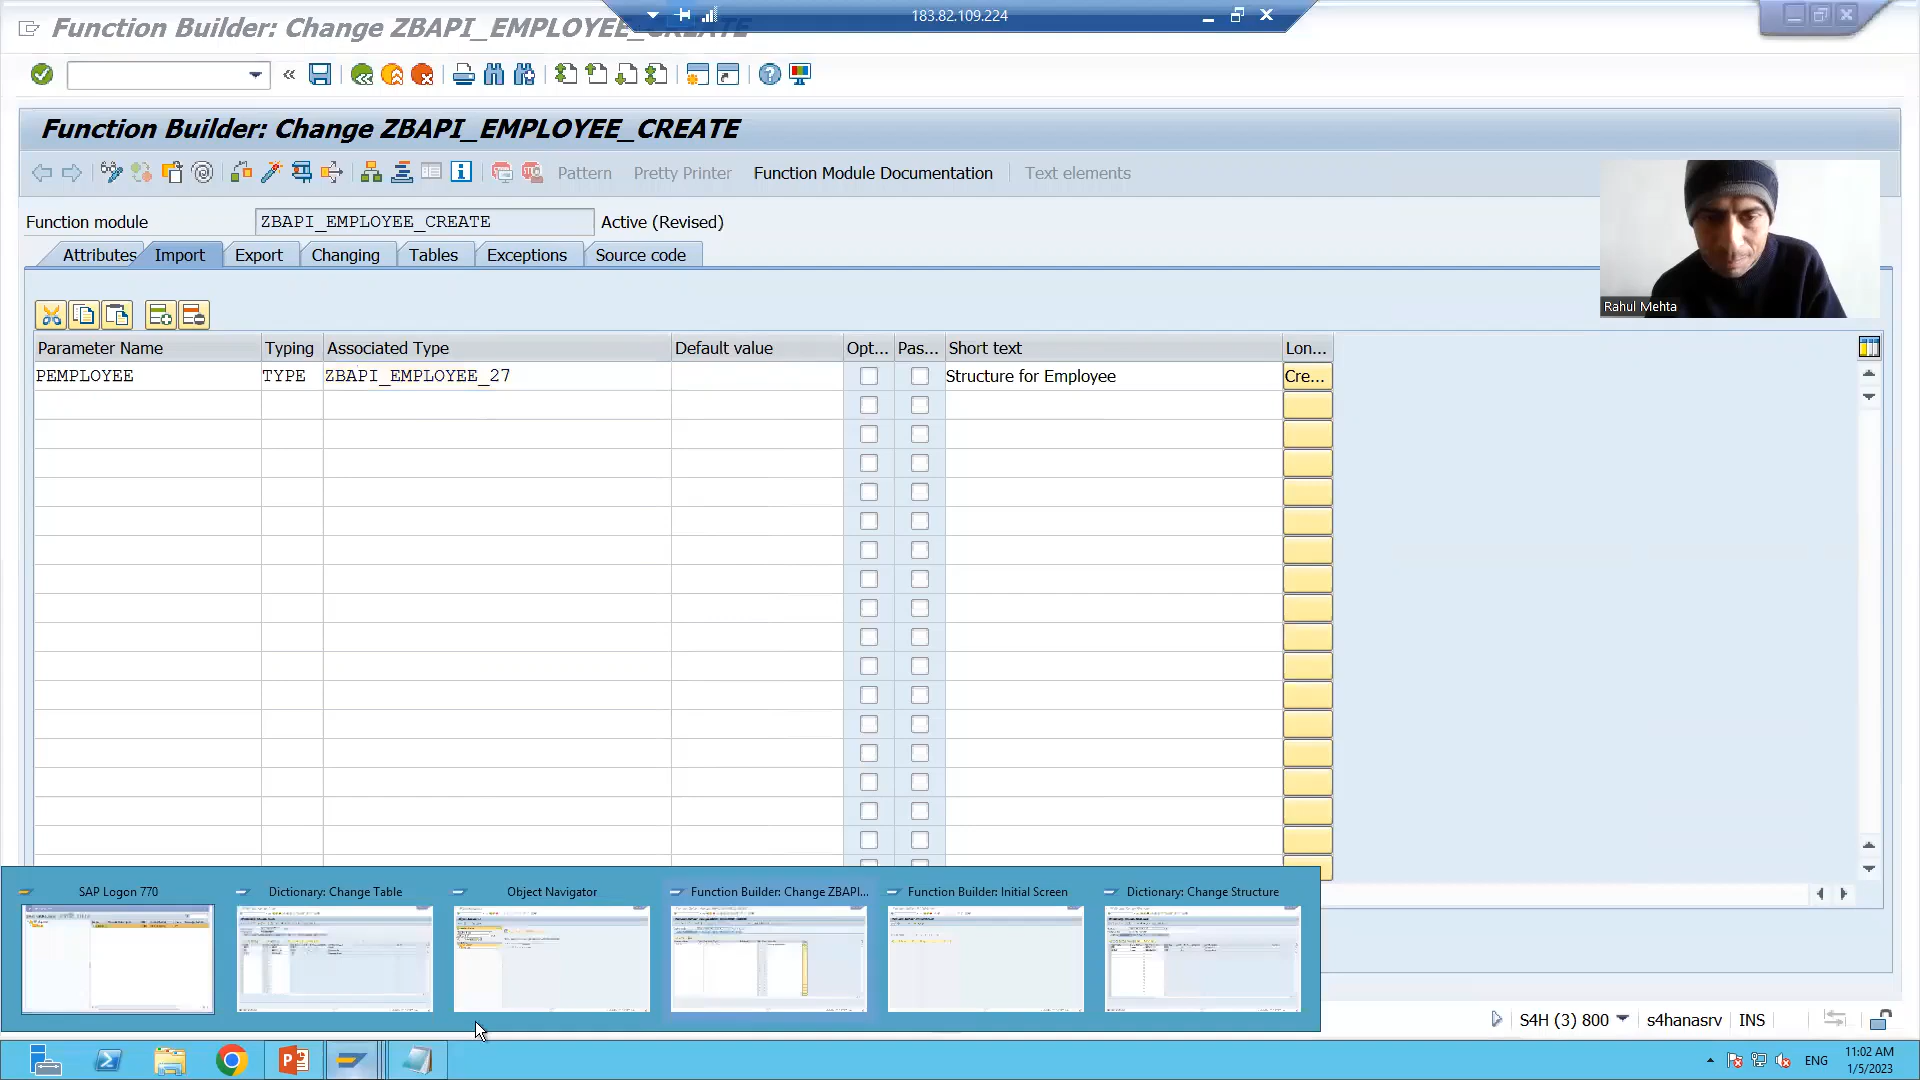 Function Builder: Change ZBAPI_EMPLOYEE_CREATE
183.82.109.224
Function Builder: Change ZBAPI_EMPLOYEE_CREATE
Pattern
Pretty Printer
Function Module Documentation
Text elements
Function module
ZBAPI_EMPLOYEE_CREATE
Active (Revised)
Attributes
Import
Export
Changing
Tables
Exceptions
Source code
Rahul Mehta
Parameter Name
Typing
Associated Type
Default value
Opt...
Pas...
Short text
Lon...
PEMPLOYEE
TYPE
ZBAPI_EMPLOYEE_27
Structure for Employee
Cre...
SAP Logon 770
Dictionary: Change Table
Object Navigator
Function Builder: Change ZBAPI...
Function Builder: Initial Screen
Dictionary: Change Structure
S4H (3) 800
s4hanasrv
INS
ENG
11:02 AM
1/5/2023